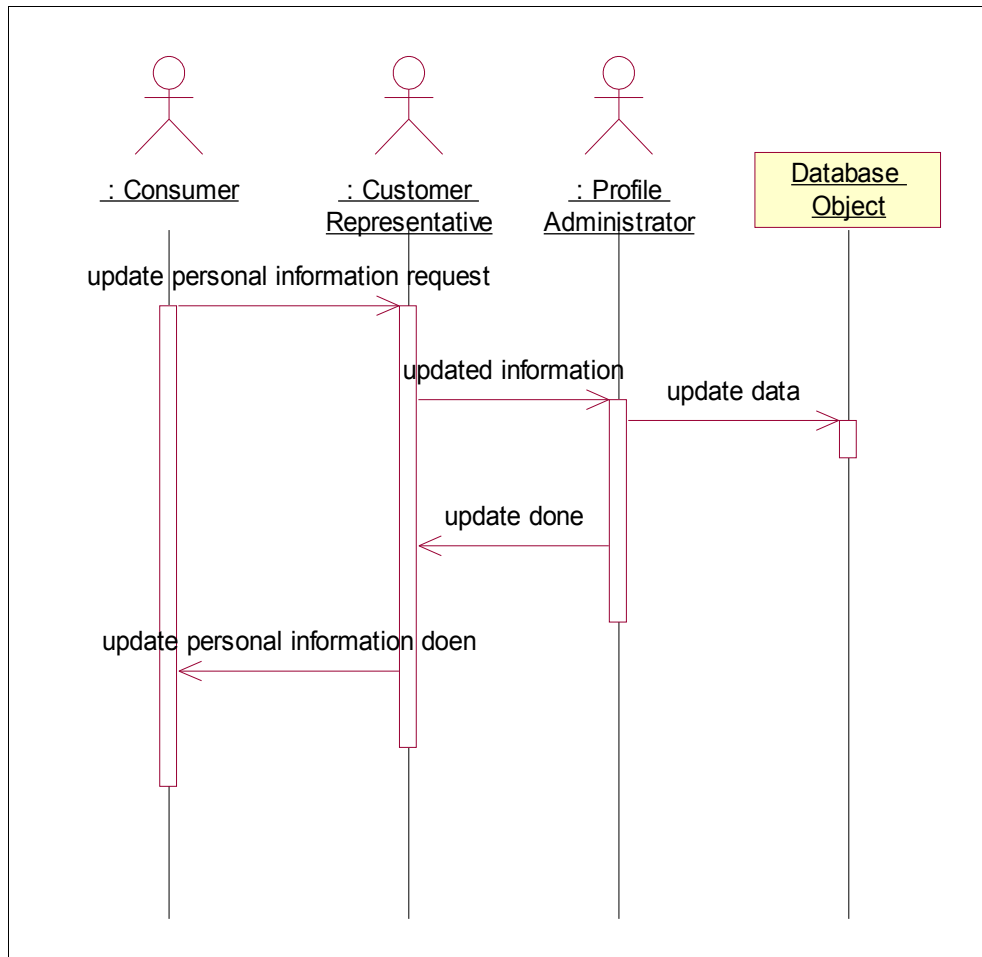 : Consumer
: Customer
Representative
: Profile
Administrator
Database
Object
update personal information request
updated information
update data
update done
update personal information doen